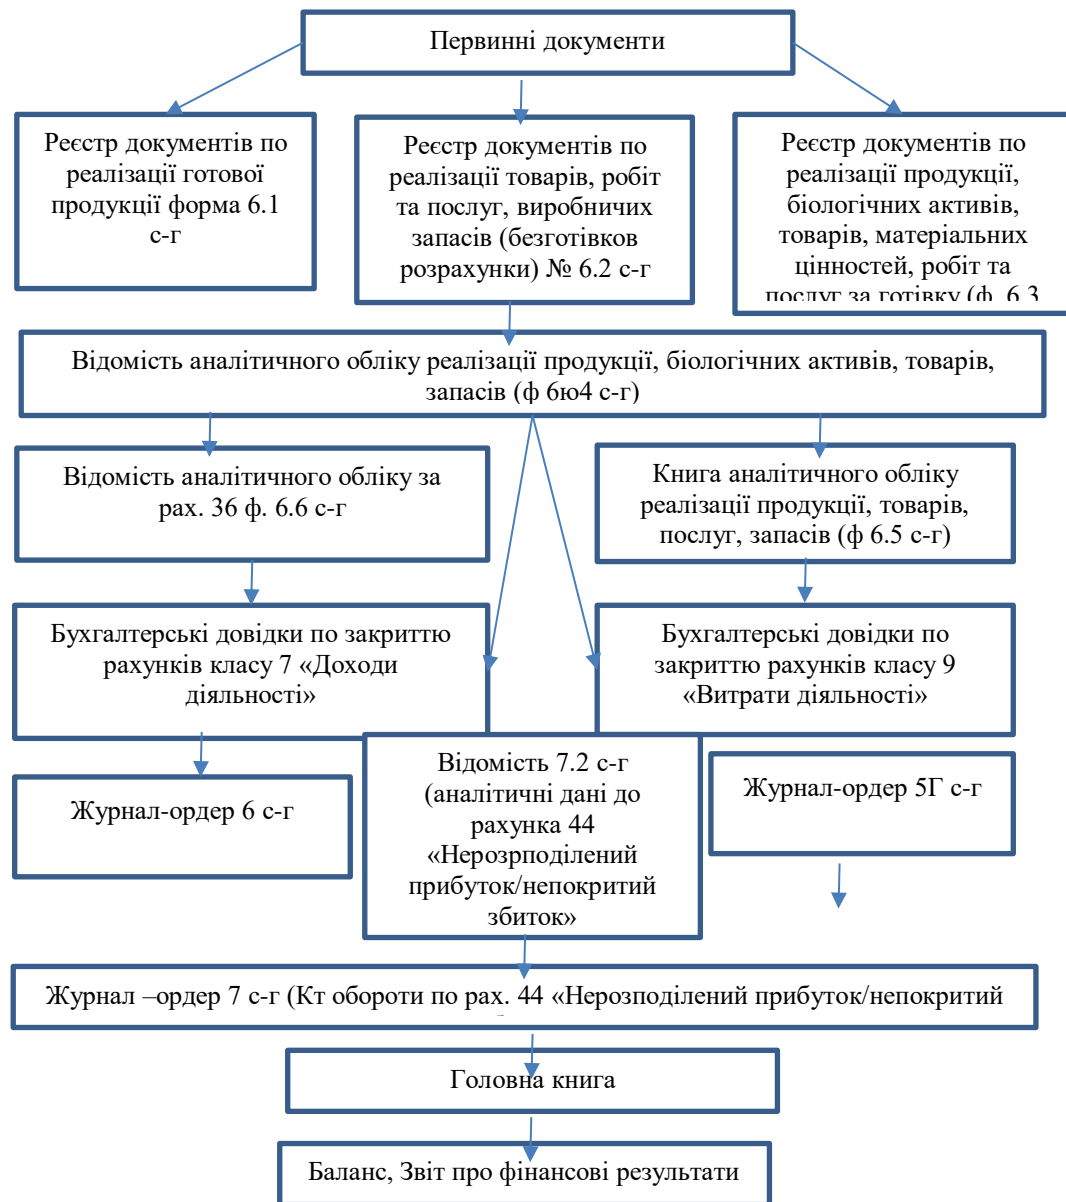 Первинні документи
Реєстр документів по
реалізації готової
продукції форма 6.1
с-г
Реєстр документів по
реалізації товарів, робіт
та послуг, виробничих
запасів (безготівков
розрахунки) № 6.2 с-г
Реєстр документів по
реалізації продукції,
біологічних активів,
товарів, матеріальних
цінностей, робіт та
послуг за готівку (ф. 6.3
Відомість аналітичного обліку реалізації продукції, біологічних активів, товарів,
запасів (ф 6ю4 с-г)
Відомість аналітичного обліку за
рах. 36 ф. 6.6 с-г
Книга аналітичного обліку
реалізації продукції, товарів,
послуг, запасів (ф 6.5 с-г)
Бухгалтерські довідки по закриттю
рахунків класу 7 «Доходи
діяльності»
Бухгалтерські довідки по
закриттю рахунків класу 9
«Витрати діяльності»
Журнал-ордер 6 с-г
Відомість 7.2 с-г
(аналітичні дані до
рахунка 44
«Нерозрподілений
прибуток/непокритий
збиток»
Журнал-ордер 5Г с-г
Журнал –ордер 7 с-г (Кт обороти по рах. 44 «Нерозподілений прибуток/непокритий
Головна книга
Баланс, Звіт про фінансові результати